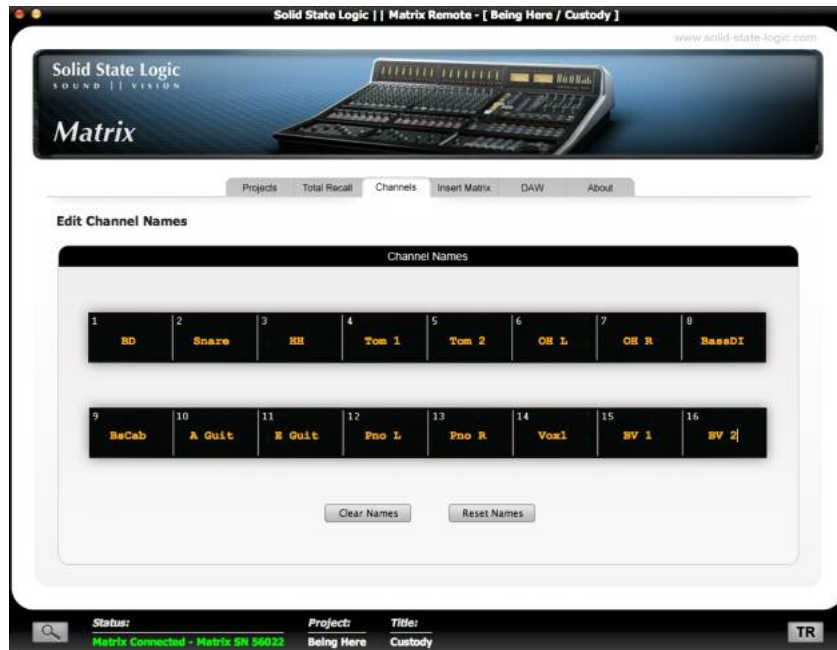 Solid State Logic || Matrix Remote - [ Being Here / Custody ]
www.solid-state-logic.com
Solid State Logic
SOUND || VISION
Matrix
Projects Total Recall Channels Insert Matrix DAW About
Edit Channel Names
Channel Names
1 2 3 4 5 6 7 8
BD Snare HH Tom 1 Tom 2 OH L OH R BassDI
9 10 11 12 13 14 15 16
BsCab A Guit E Guit Pno L Pno R Vox1 BV 1 BV 2
Clear Names Reset Names
Status: Project: Title:
Matrix Connected - Matrix SN 56022 Being Here Custody
TR